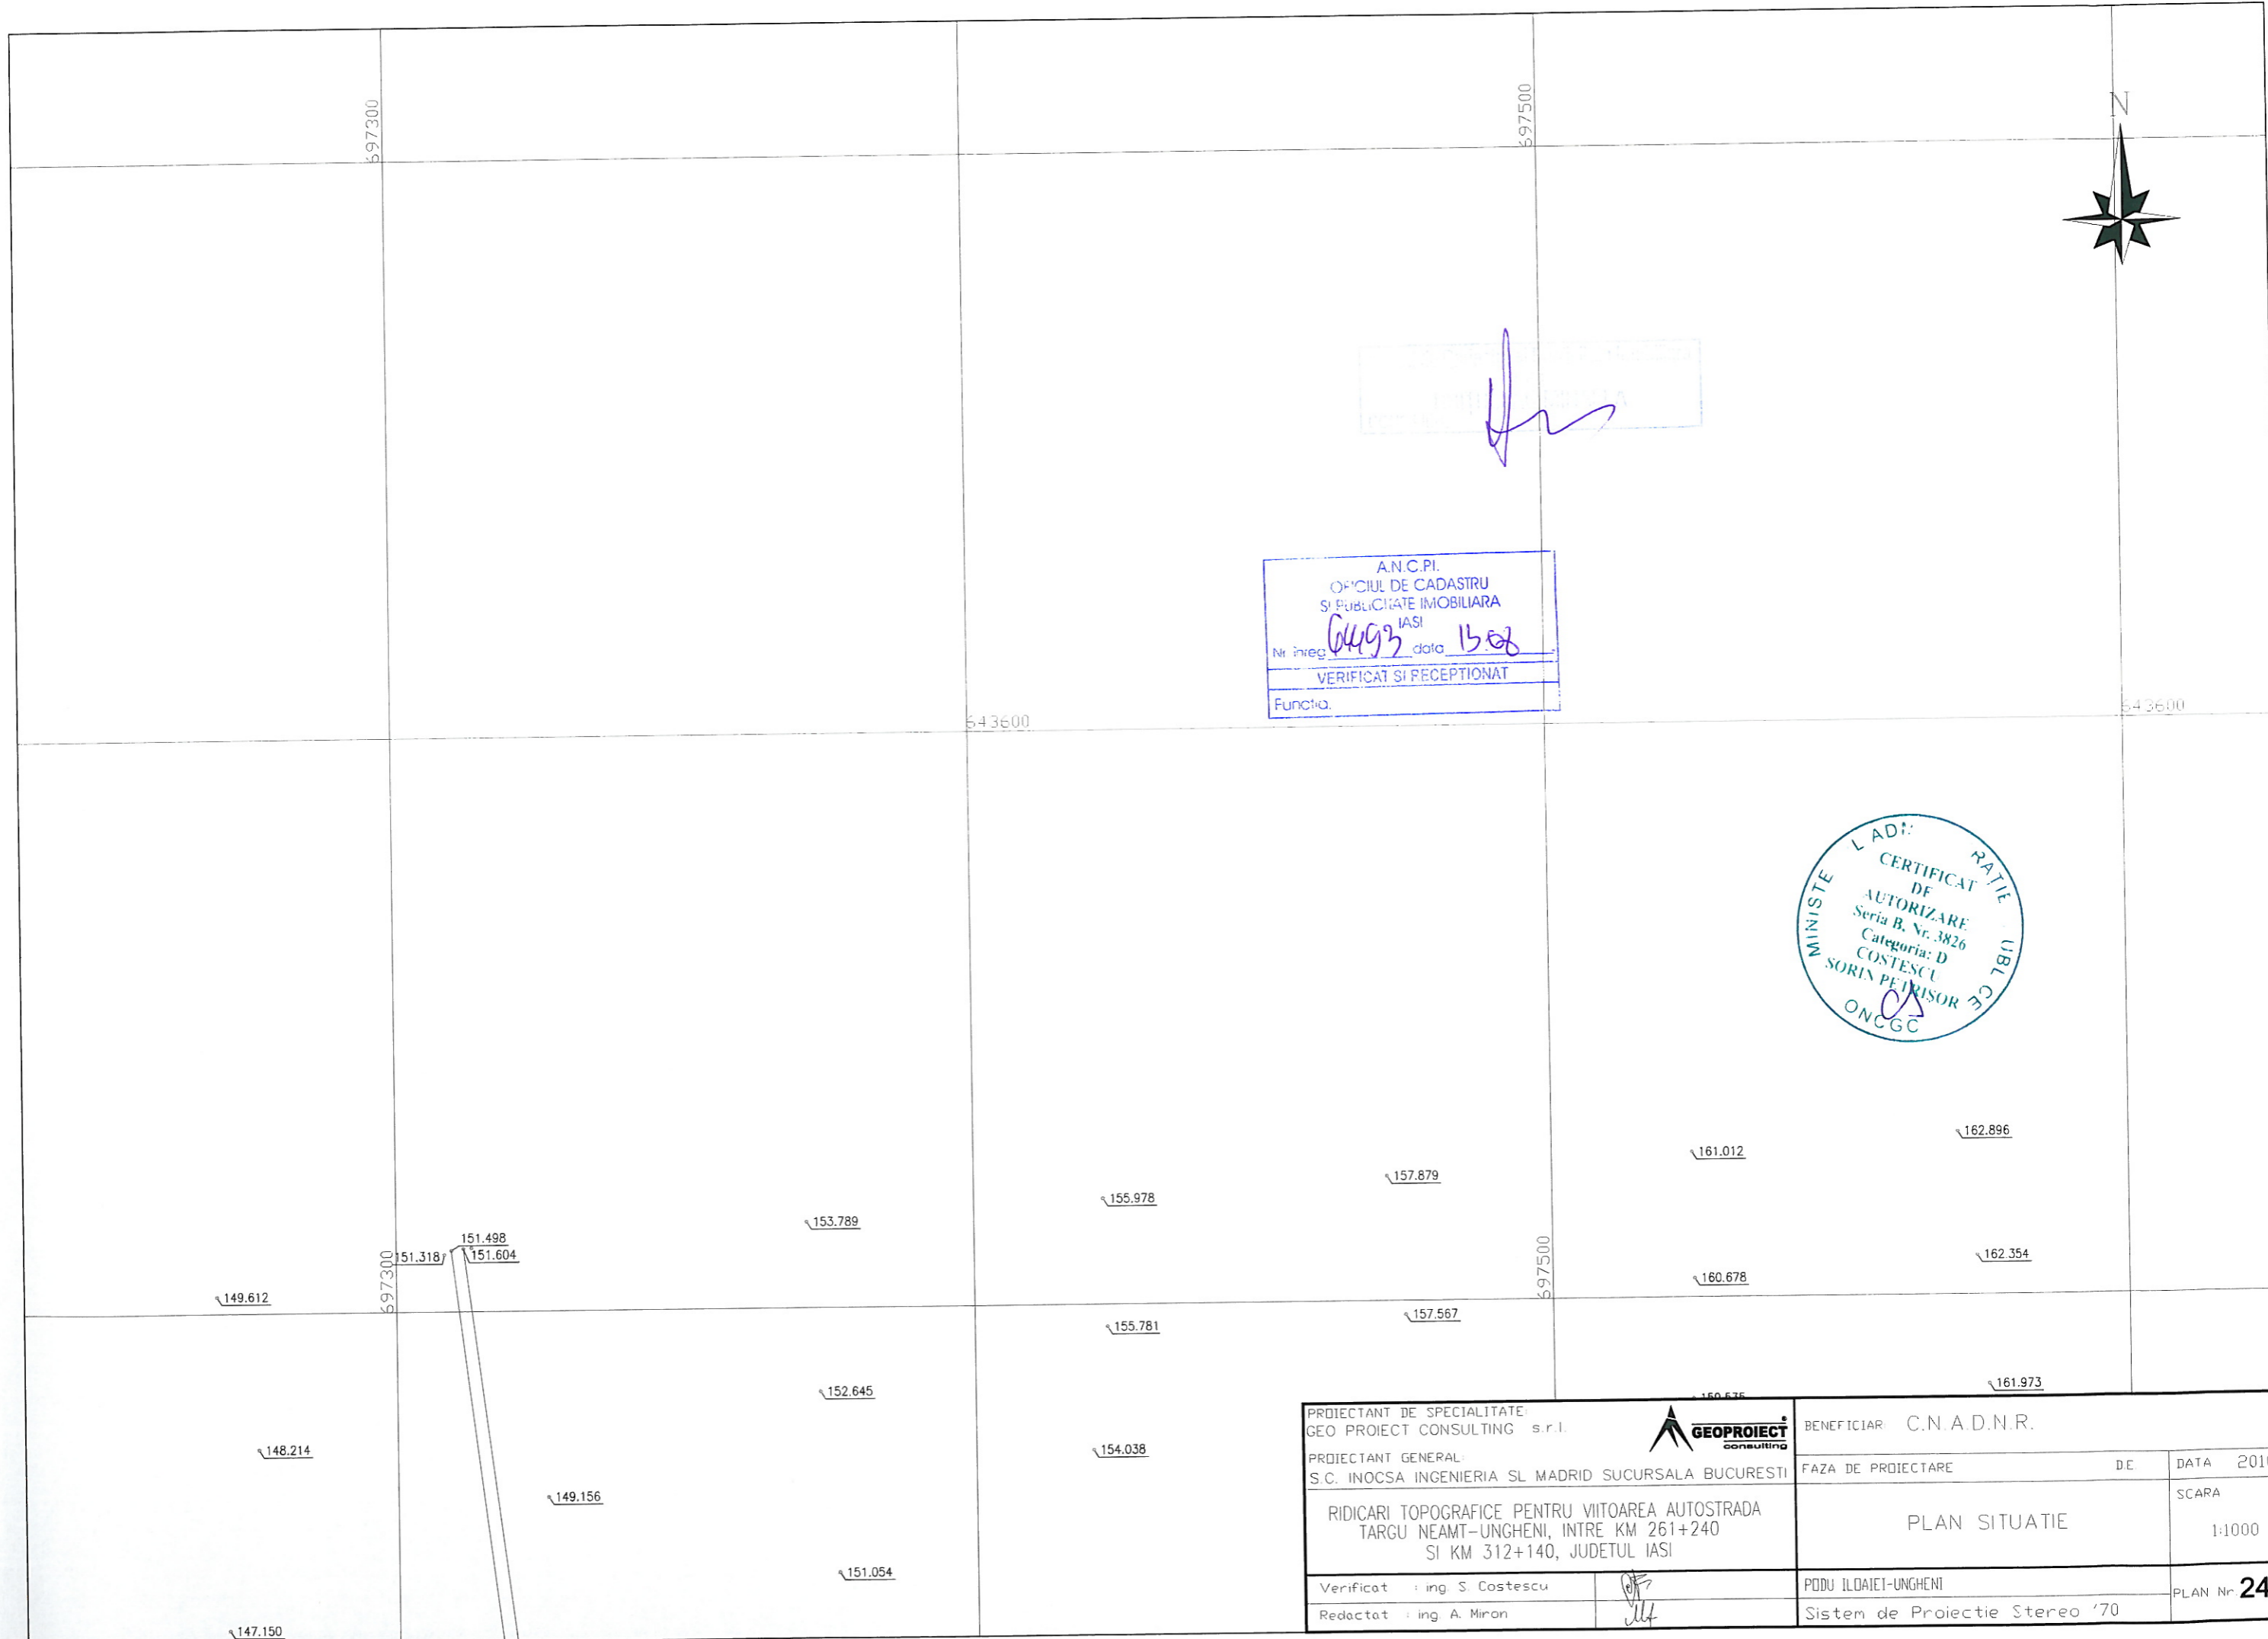 697300
697500
N
A.N.C.P.I.
OFICIUL DE CADASTRU
SI PUBLICITATE IMOBILIARA
IASI
Nr. inreg 64493 data 13.08
VERIFICAT SI RECEPTIONAT
Functia.
643600
643600
CERTIFICAT
DE
AUTORIZARE
Seria B, Nr. 3826
Categoria: D
COSTESCU
SORIN PETRISOR
ONCGC
162.896
161.012
157.879
155.978
153.789
151.498
151.318
151.604
697300
697500
162.354
160.678
149.612
157.567
155.781
161.973
152.645
148.214
154.038
149.156
151.054
147.150
PROIECTANT DE SPECIALITATE:
GEO PROIECT CONSULTING s.r.l.
GEOPROIECT
consulting
PROIECTANT GENERAL:
S.C. INOCSA INGENIERIA SL MADRID SUCURSALA BUCURESTI
RIDICARI TOPOGRAFICE PENTRU VIITOAREA AUTOSTRADA
TARGU NEAMT-UNGHENI, INTRE KM 261+240
SI KM 312+140, JUDETUL IASI
Verificat : ing. S. Costescu
Redactat : ing. A. Miron
BENEFICIAR: C.N.A.D.N.R.
FAZA DE PROIECTARE D.E
DATA
PLAN SITUATIE
SCARA
1:1000
PODU ILOAIEI-UNGHENI
Sistem de Proiectie Stereo '70
PLAN Nr. 24